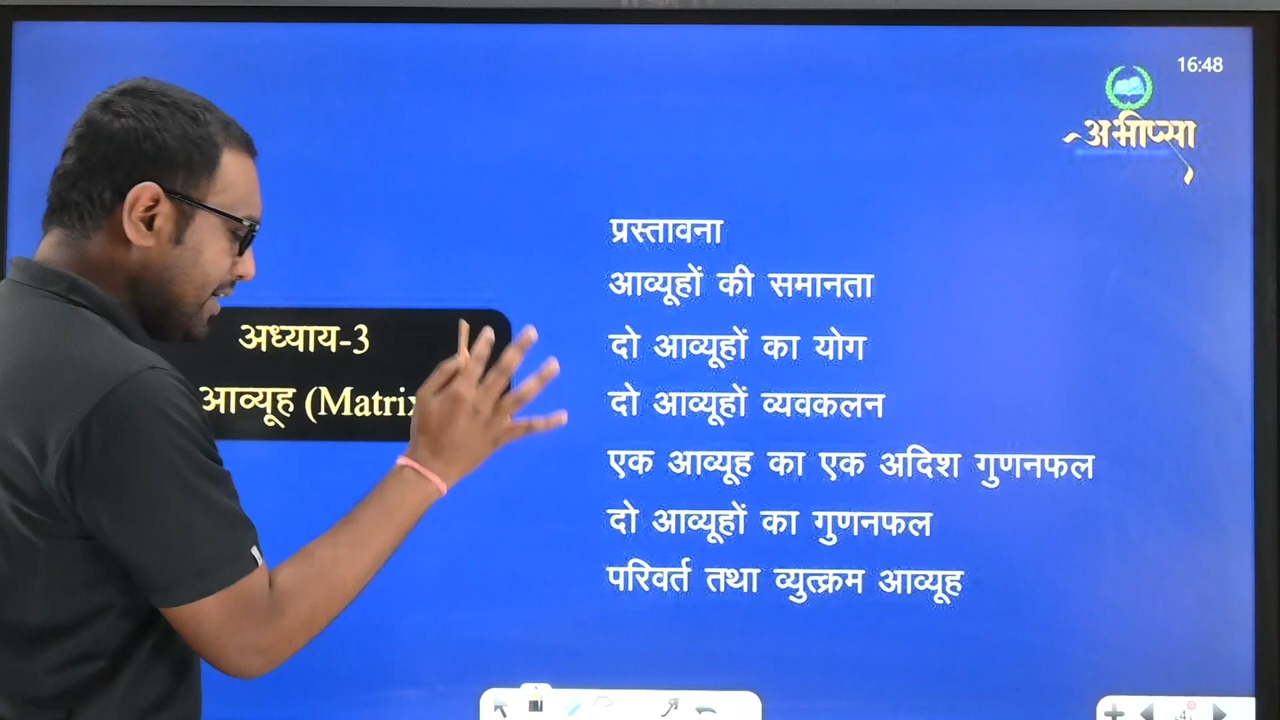 16:48
अभीप्सा
प्रस्तावना
आव्यूहों की समानता
अध्याय-3
दो आव्यूहों का योग
आव्यूह (Matrix
दो आव्यूहों व्यवकलन
एक आव्यूह का एक अदिश गुणनफल
दो आव्यूहों का गुणनफल
परिवर्त तथा व्युत्क्रम आव्यूह
4